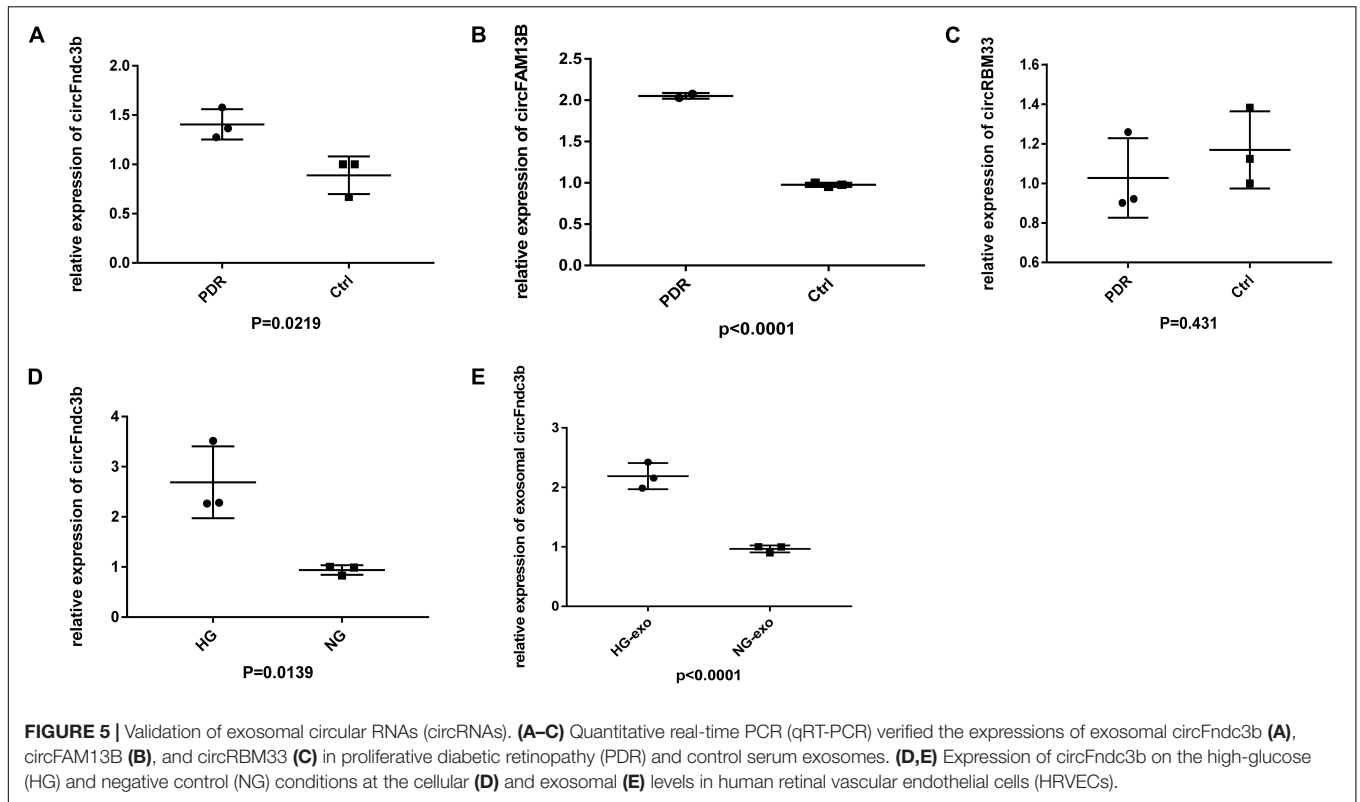 A
relative expression of circFndc3b
2.0
1.5
1.0
0.5
0.0
PDR
Ctrl
P=0.0219
B
relative expression of circFAM13B
2.5
2.0
1.5
1.0
0.5
0.0
PDR
Ctrl
p<0.0001
C
relative expression of circRBM33
1.6
1.4
1.2
1.0
0.8
0.6
PDR
Ctrl
P=0.431
D
relative expression of circFndc3b
4
3
2
1
0
HG
NG
P=0.0139
E
relative expression of exosomal circFndc3b
3
2
1
0
HG-exo
NG-exo
p<0.0001
FIGURE 5 | Validation of exosomal circular RNAs (circRNAs). (A–C) Quantitative real-time PCR (qRT-PCR) verified the expressions of exosomal circFndc3b (A),
circFAM13B (B), and circRBM33 (C) in proliferative diabetic retinopathy (PDR) and control serum exosomes. (D,E) Expression of circFndc3b on the high-glucose
(HG) and negative control (NG) conditions at the cellular (D) and exosomal (E) levels in human retinal vascular endothelial cells (HRVECs).